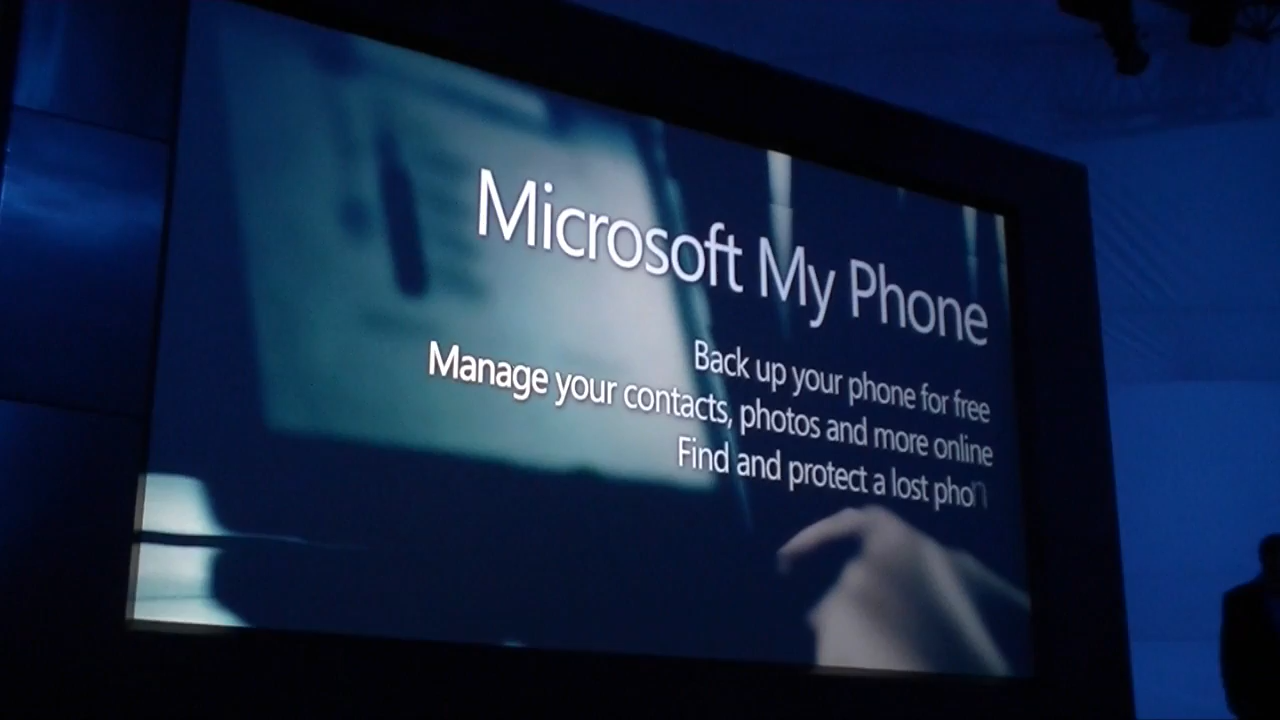 Microsoft My Phone
Back up your phone for free
Manage your contacts, photos and more online
Find and protect a lost phon